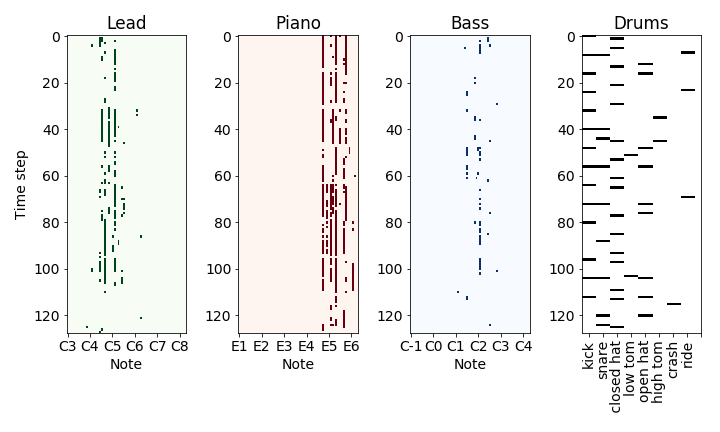 Lead Piano Bass Drums
0 0 0 0
20 20 20 20
40 40 40 40
60 60 60 60
80 80 80 80
100 100 100 100
120 120 120 120
Time step
C3 C4 C5 C6 C7 C8 E1 E2 E3 E4 E5 E6 C-1 C0 C1 C2 C3 C4
Note Note Note
kick
snare
closed hat
low tom
open hat
high tom
crash
ride